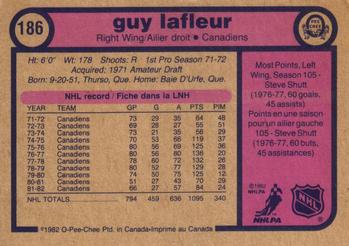 186
guy lafleur
Right Wing/Ailier droit • Canadiens
O-PEE-CHEE
Ht: 6'0" Wt: 178 Shoots: R 1st Pro Season 71-72
Acquired: 1971 Amateur Draft
Born: 9-20-51, Thurso, Que. Home: Baie D'Urfe, Que.
NHL record / Fiche dans la LNH
YEAR TEAM GP G A PTS PIM
71-72 Canadiens 73 29 35 64 48
72-73 Canadiens 69 28 27 55 51
73-74 Canadiens 73 21 35 56 29
74-75 Canadiens 70 53 66 119 37
75-76 Canadiens 80 56 69 125 36
76-77 Canadiens 80 56 80 136 20
77-78 Canadiens 78 60 72 132 26
78-79 Canadiens 80 52 77 129 28
79-80 Canadiens 74 50 75 125 12
80-81 Canadiens 51 27 43 70 29
81-82 Canadiens 66 27 57 84 24
NHL TOTALS 794 459 636 1095 340
Most Points, Left
Wing, Season 105 -
Steve Shutt
(1976-77, 60 goals,
45 assists)
Points en une saison
pour un ailier gauche
105 - Steve Shutt
(1976-77, 60 buts,
45 assistances)
©1982
NHLPA
NHL
NHLPA
©1982 O-Pee-Chee Ptd. in Canada-Imprimé au Canada